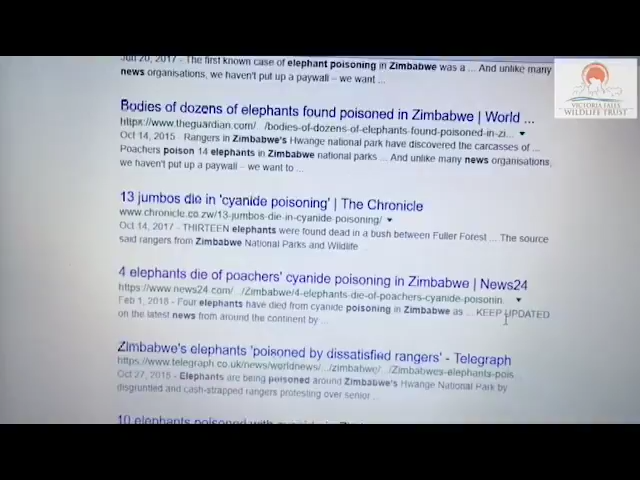 Jun 20, 2017 - The first known case of elephant poisoning in Zimbabwe was a ... And unlike many
news organisations, we haven't put up a paywall – we want ...
Bodies of dozens of elephants found poisoned in Zimbabwe | World ...
https://www.theguardian.com/.../bodies-of-dozens-of-elephants-found-poisoned-in-zi...
Oct 14, 2015 - Rangers in Zimbabwe's Hwange national park have discovered the carcasses of ...
Poachers poison 14 elephants in Zimbabwe national parks ... And unlike many news organisations,
we haven't put up a paywall – we want to ...
13 jumbos die in 'cyanide poisoning' | The Chronicle
www.chronicle.co.zw/13-jumbos-die-in-cyanide-poisoning/
Oct 14, 2017 - THIRTEEN elephants were found dead in a bush between Fuller Forest ... The source
said rangers from Zimbabwe National Parks and Wildlife ...
4 elephants die of poachers' cyanide poisoning in Zimbabwe | News24
https://www.news24.com/.../Zimbabwe/4-elephants-die-of-poachers-cyanide-poisonin...
Feb 1, 2018 - Four elephants have died from cyanide poisoning in Zimbabwe as ... KEEP UPDATED
on the latest news from around the continent by ...
Zimbabwe's elephants 'poisoned by dissatisfied rangers' - Telegraph
https://www.telegraph.co.uk/news/worldnews/.../zimbabwe/.../Zimbabwes-elephants-pois...
Oct 27, 2015 - Elephants are being poisoned around Zimbabwe's Hwange National Park by
disgruntled and cash-strapped rangers protesting over senior ...
10 elephants poisoned
VICTORIA FALLS
WILDLIFE TRUST